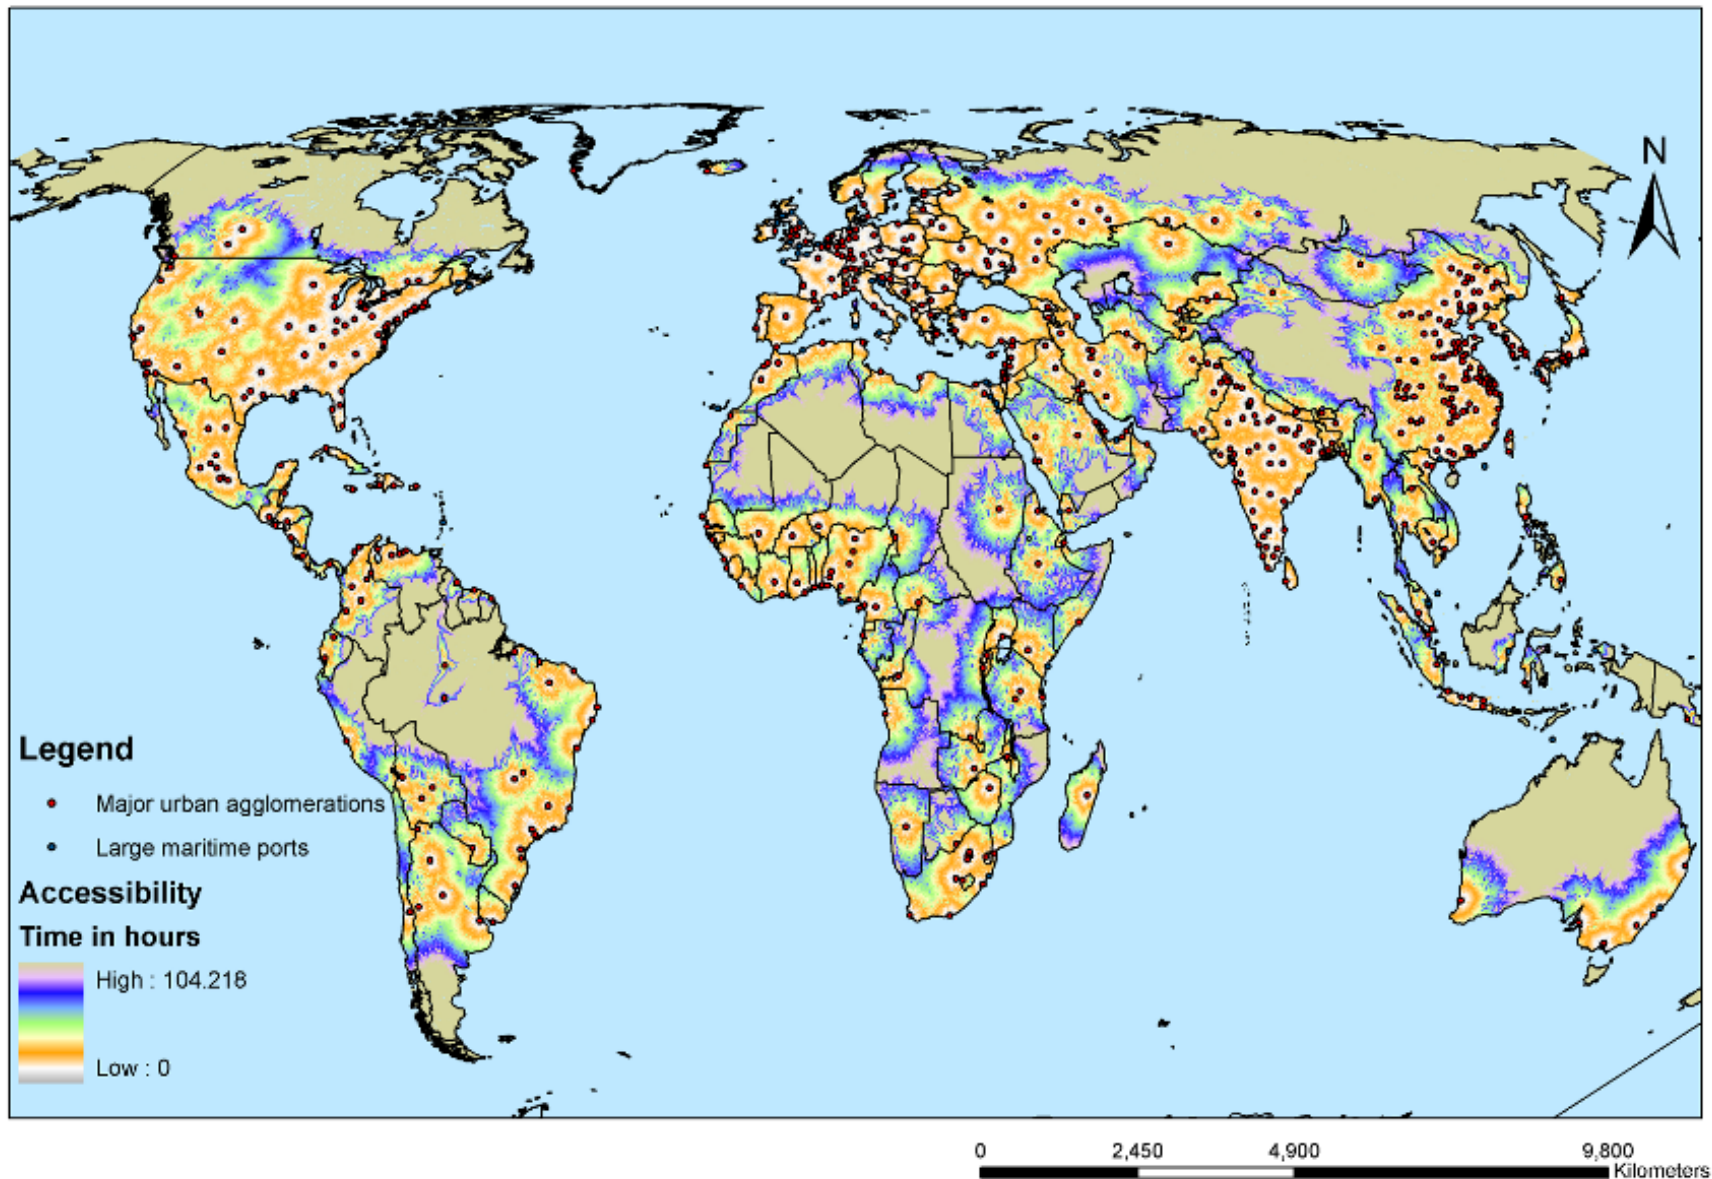 N
Legend
Major urban agglomerations
Large maritime ports
Accessibility
Time in hours
High : 104.218
Low : 0
0 2,450 4,900 9,800
Kilometers